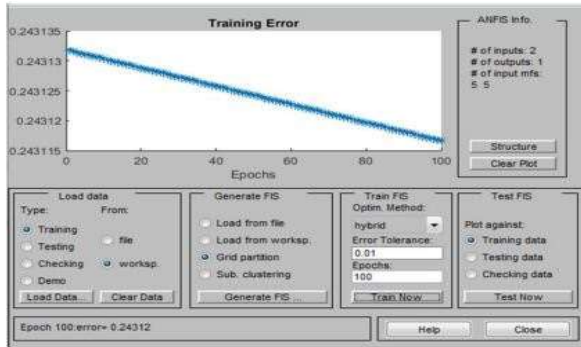 Training Error
0.243135
0.24313
0.243125
0.24312
0.243115
0
20
40
60
80
100
Epochs
ANFIS Info.
# of inputs: 2
# of outputs: 1
# of input mfs:
5 5
Structure
Clear Plot
Load data
Type:
From:
Training
Testing
Checking
Demo
file
worksp.
Load Data...
Clear Data
Generate FIS
Load from file
Load from worksp.
Grid partition
Sub. clustering
Generate FIS ...
Train FIS
Optim. Method:
hybrid
Error Tolerance:
0.01
Epochs:
100
Train Now
Test FIS
Plot against:
Training data
Testing data
Checking data
Test Now
Epoch 100:error= 0.24312
Help
Close